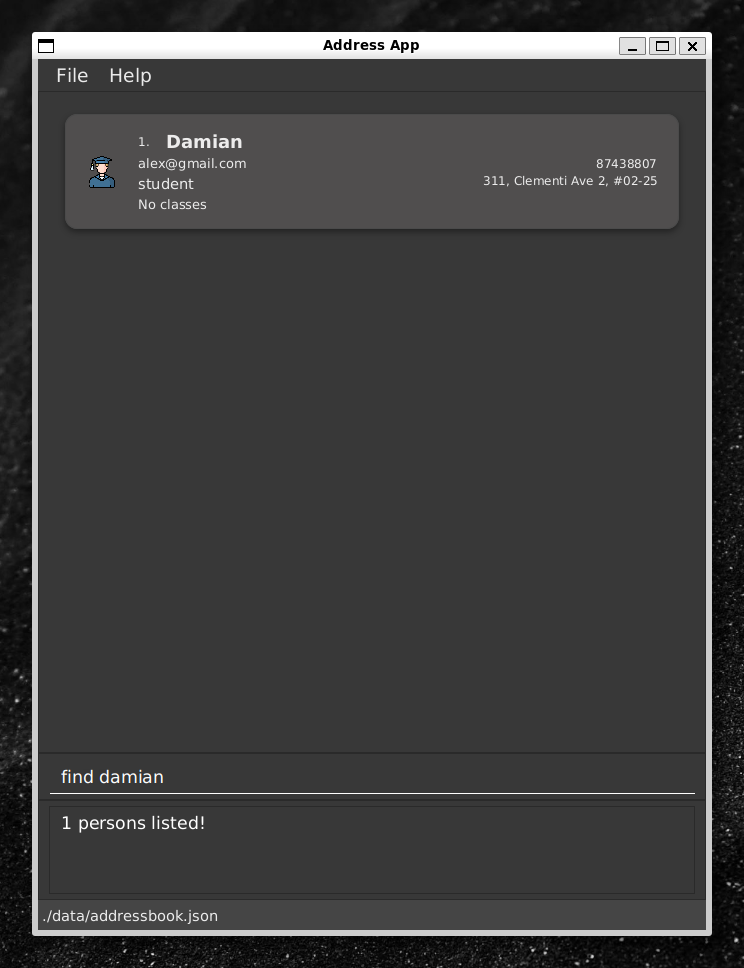 Address App
File Help
1. Damian
alex@gmail.com
87438807
student
311, Clementi Ave 2, #02-25
No classes
find damian
1 persons listed!
./data/addressbook.json